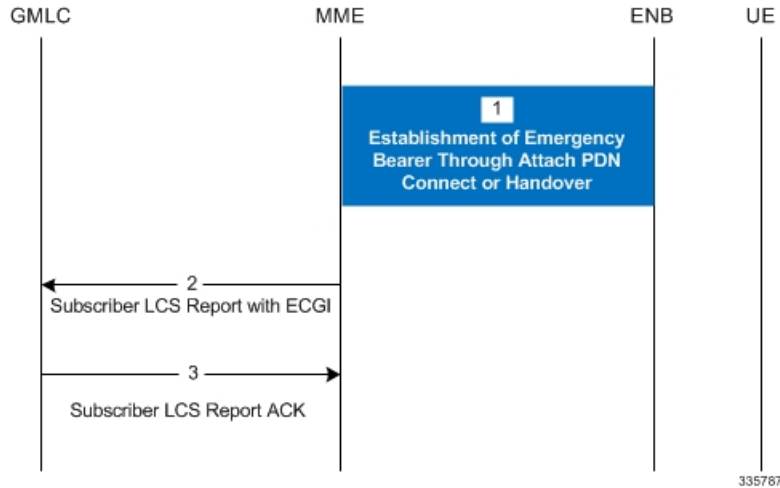 GMLC
MME
ENB
UE
1
Establishment of Emergency
Bearer Through Attach PDN
Connect or Handover
2
Subscriber LCS Report with ECGI
3
Subscriber LCS Report ACK
335787